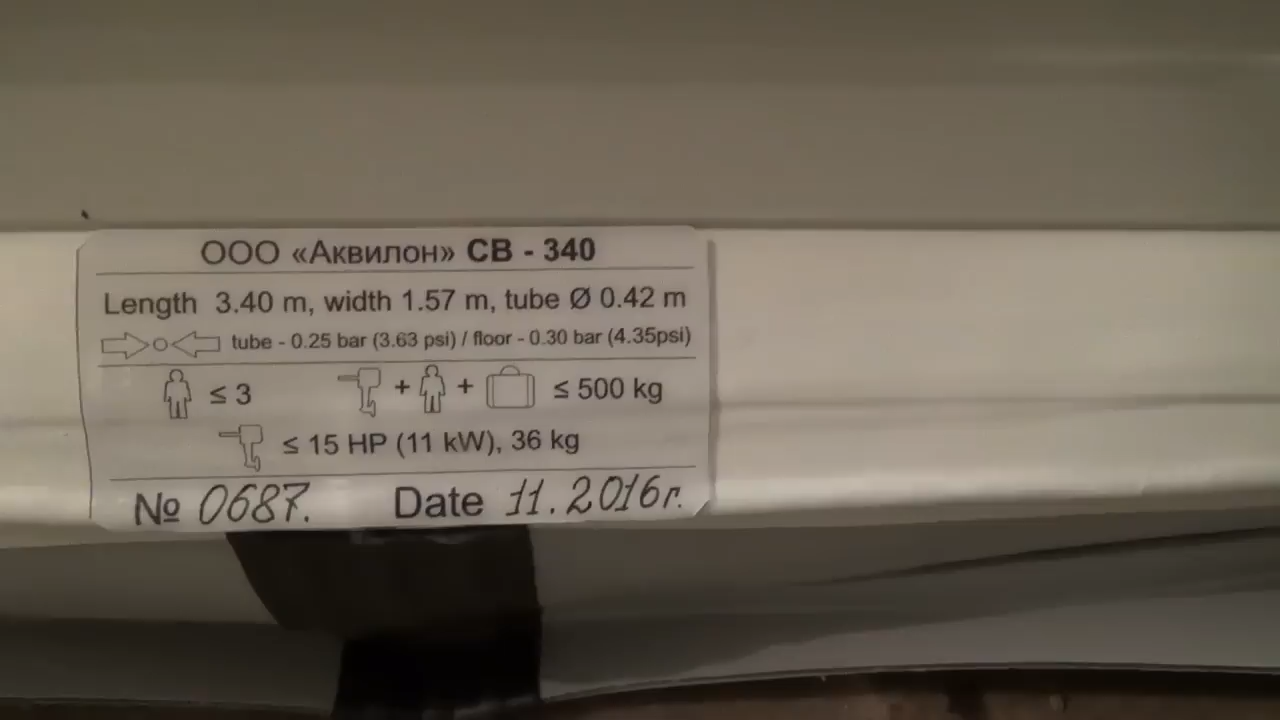 ООО «Аквилон» СВ - 340
Length 3.40 m, width 1.57 m, tube Ø 0.42 m
tube - 0.25 bar (3.63 psi) / floor - 0.30 bar (4.35psi)
≤ 3 + + ≤ 500 kg
≤ 15 HP (11 kW), 36 kg
№ 0687. Date 11.2016г.